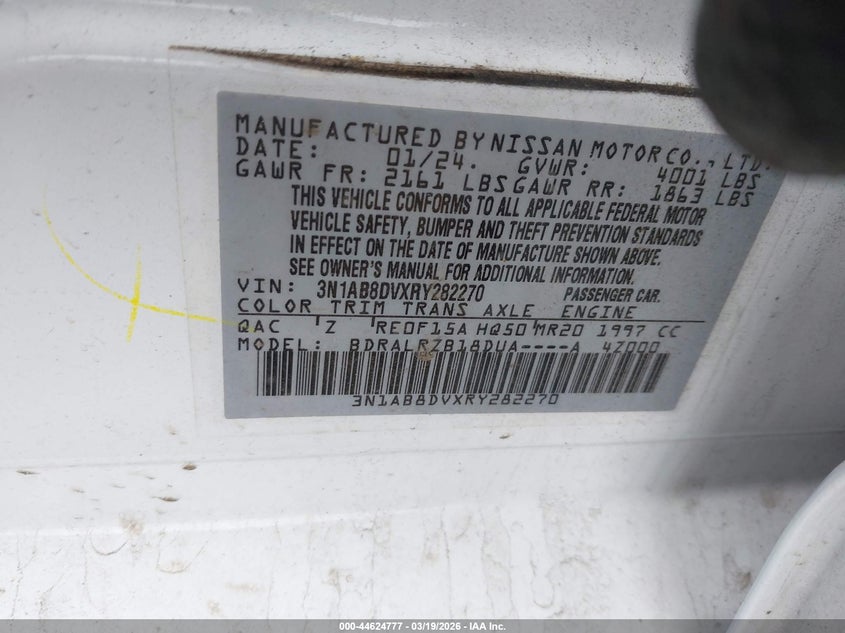 MANUFACTURED BY NISSAN MOTOR CO., LTD.
DATE: 01/24. GVWR: 4001 LBS
GAWR FR: 2161 LBS GAWR RR: 1863 LBS
THIS VEHICLE CONFORMS TO ALL APPLICABLE FEDERAL MOTOR
VEHICLE SAFETY, BUMPER AND THEFT PREVENTION STANDARDS
IN EFFECT ON THE DATE OF MANUFACTURE SHOWN ABOVE.
SEE OWNER'S MANUAL FOR ADDITIONAL INFORMATION.
VIN: 3N1AB8DVXRY282270 PASSENGER CAR.
COLOR TRIM TRANS AXLE ENGINE
QAC Z RE0F15A HQ50 MR20 1997 CC
MODEL: BDRALRZB18DUA----A 4Z000
3N1AB8DVXRY282270
000-44624777 - 03/19/2026 - IAA Inc.